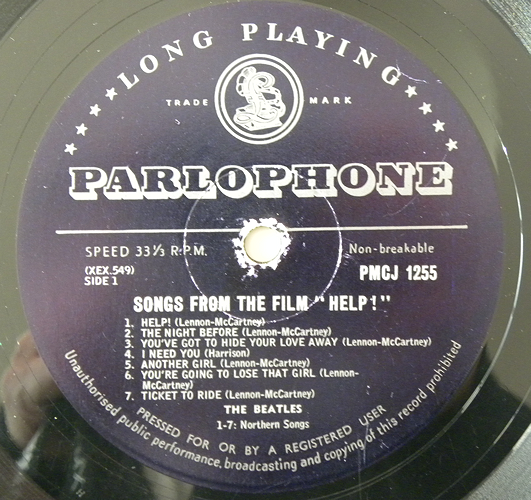 ★★★★★ LONG PLAYING ★★★★★
TRADE MARK
PARLOPHONE
SPEED 33⅓ R.P.M.
Non-breakable
(XEX.549)
SIDE 1
PMCJ 1255
SONGS FROM THE FILM "HELP!"
1. HELP! (Lennon-McCartney)
2. THE NIGHT BEFORE (Lennon-McCartney)
3. YOU'VE GOT TO HIDE YOUR LOVE AWAY (Lennon-McCartney)
4. I NEED YOU (Harrison)
5. ANOTHER GIRL (Lennon-McCartney)
6. YOU'RE GOING TO LOSE THAT GIRL (Lennon-
McCartney)
7. TICKET TO RIDE (Lennon-McCartney)
THE BEATLES
1-7: Northern Songs
PRESSED FOR OR BY A REGISTERED USER
Unauthorised public performance, broadcasting and copying of this record prohibited